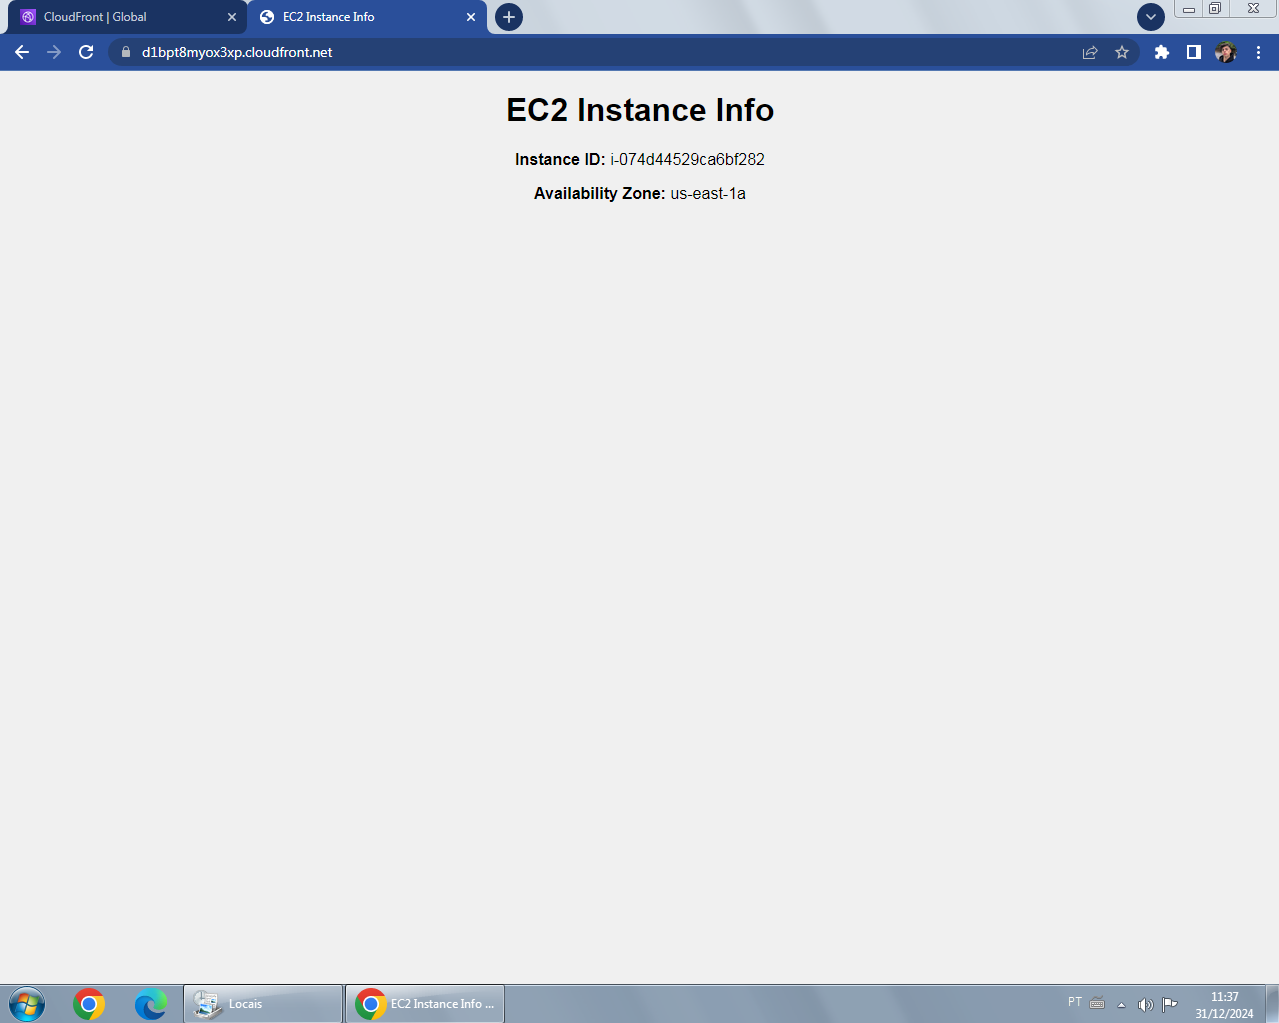 CloudFront | Global
EC2 Instance Info
d1bpt8myox3xp.cloudfront.net
EC2 Instance Info
Instance ID: i-074d44529ca6bf282
Availability Zone: us-east-1a
Locais
EC2 Instance Info ...
PT
11:37
31/12/2024